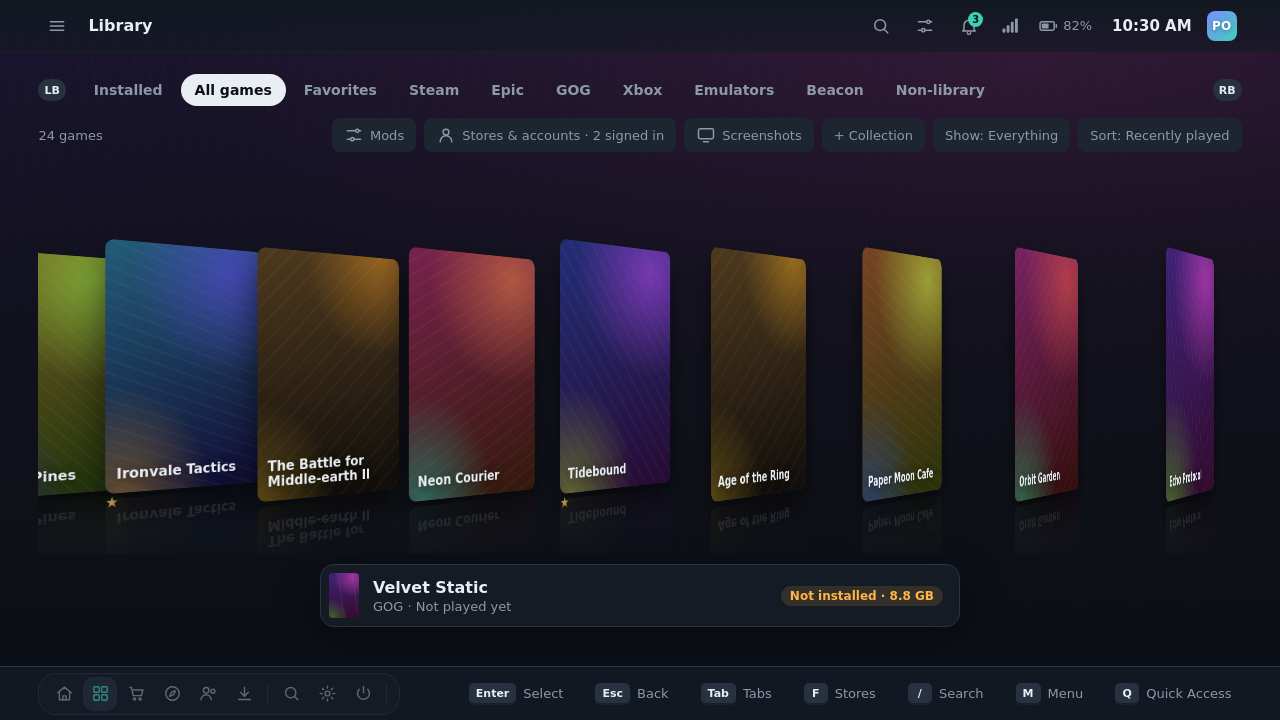 Library
3
82%
10:30 AM
PO
LB
Installed
All games
Favorites
Steam
Epic
GOG
Xbox
Emulators
Beacon
Non-library
RB
24 games
Mods
Stores & accounts · 2 signed in
Screenshots
+ Collection
Show: Everything
Sort: Recently played
Pines
Ironvale Tactics
The Battle for
Middle-earth II
Neon Courier
Tidebound
Age of the Ring
Paper Moon Cafe
Orbit Garden
Echo
Velvet Static
GOG · Not played yet
Not installed · 8.8 GB
Enter Select
Esc Back
Tab Tabs
F Stores
/ Search
M Menu
Q Quick Access